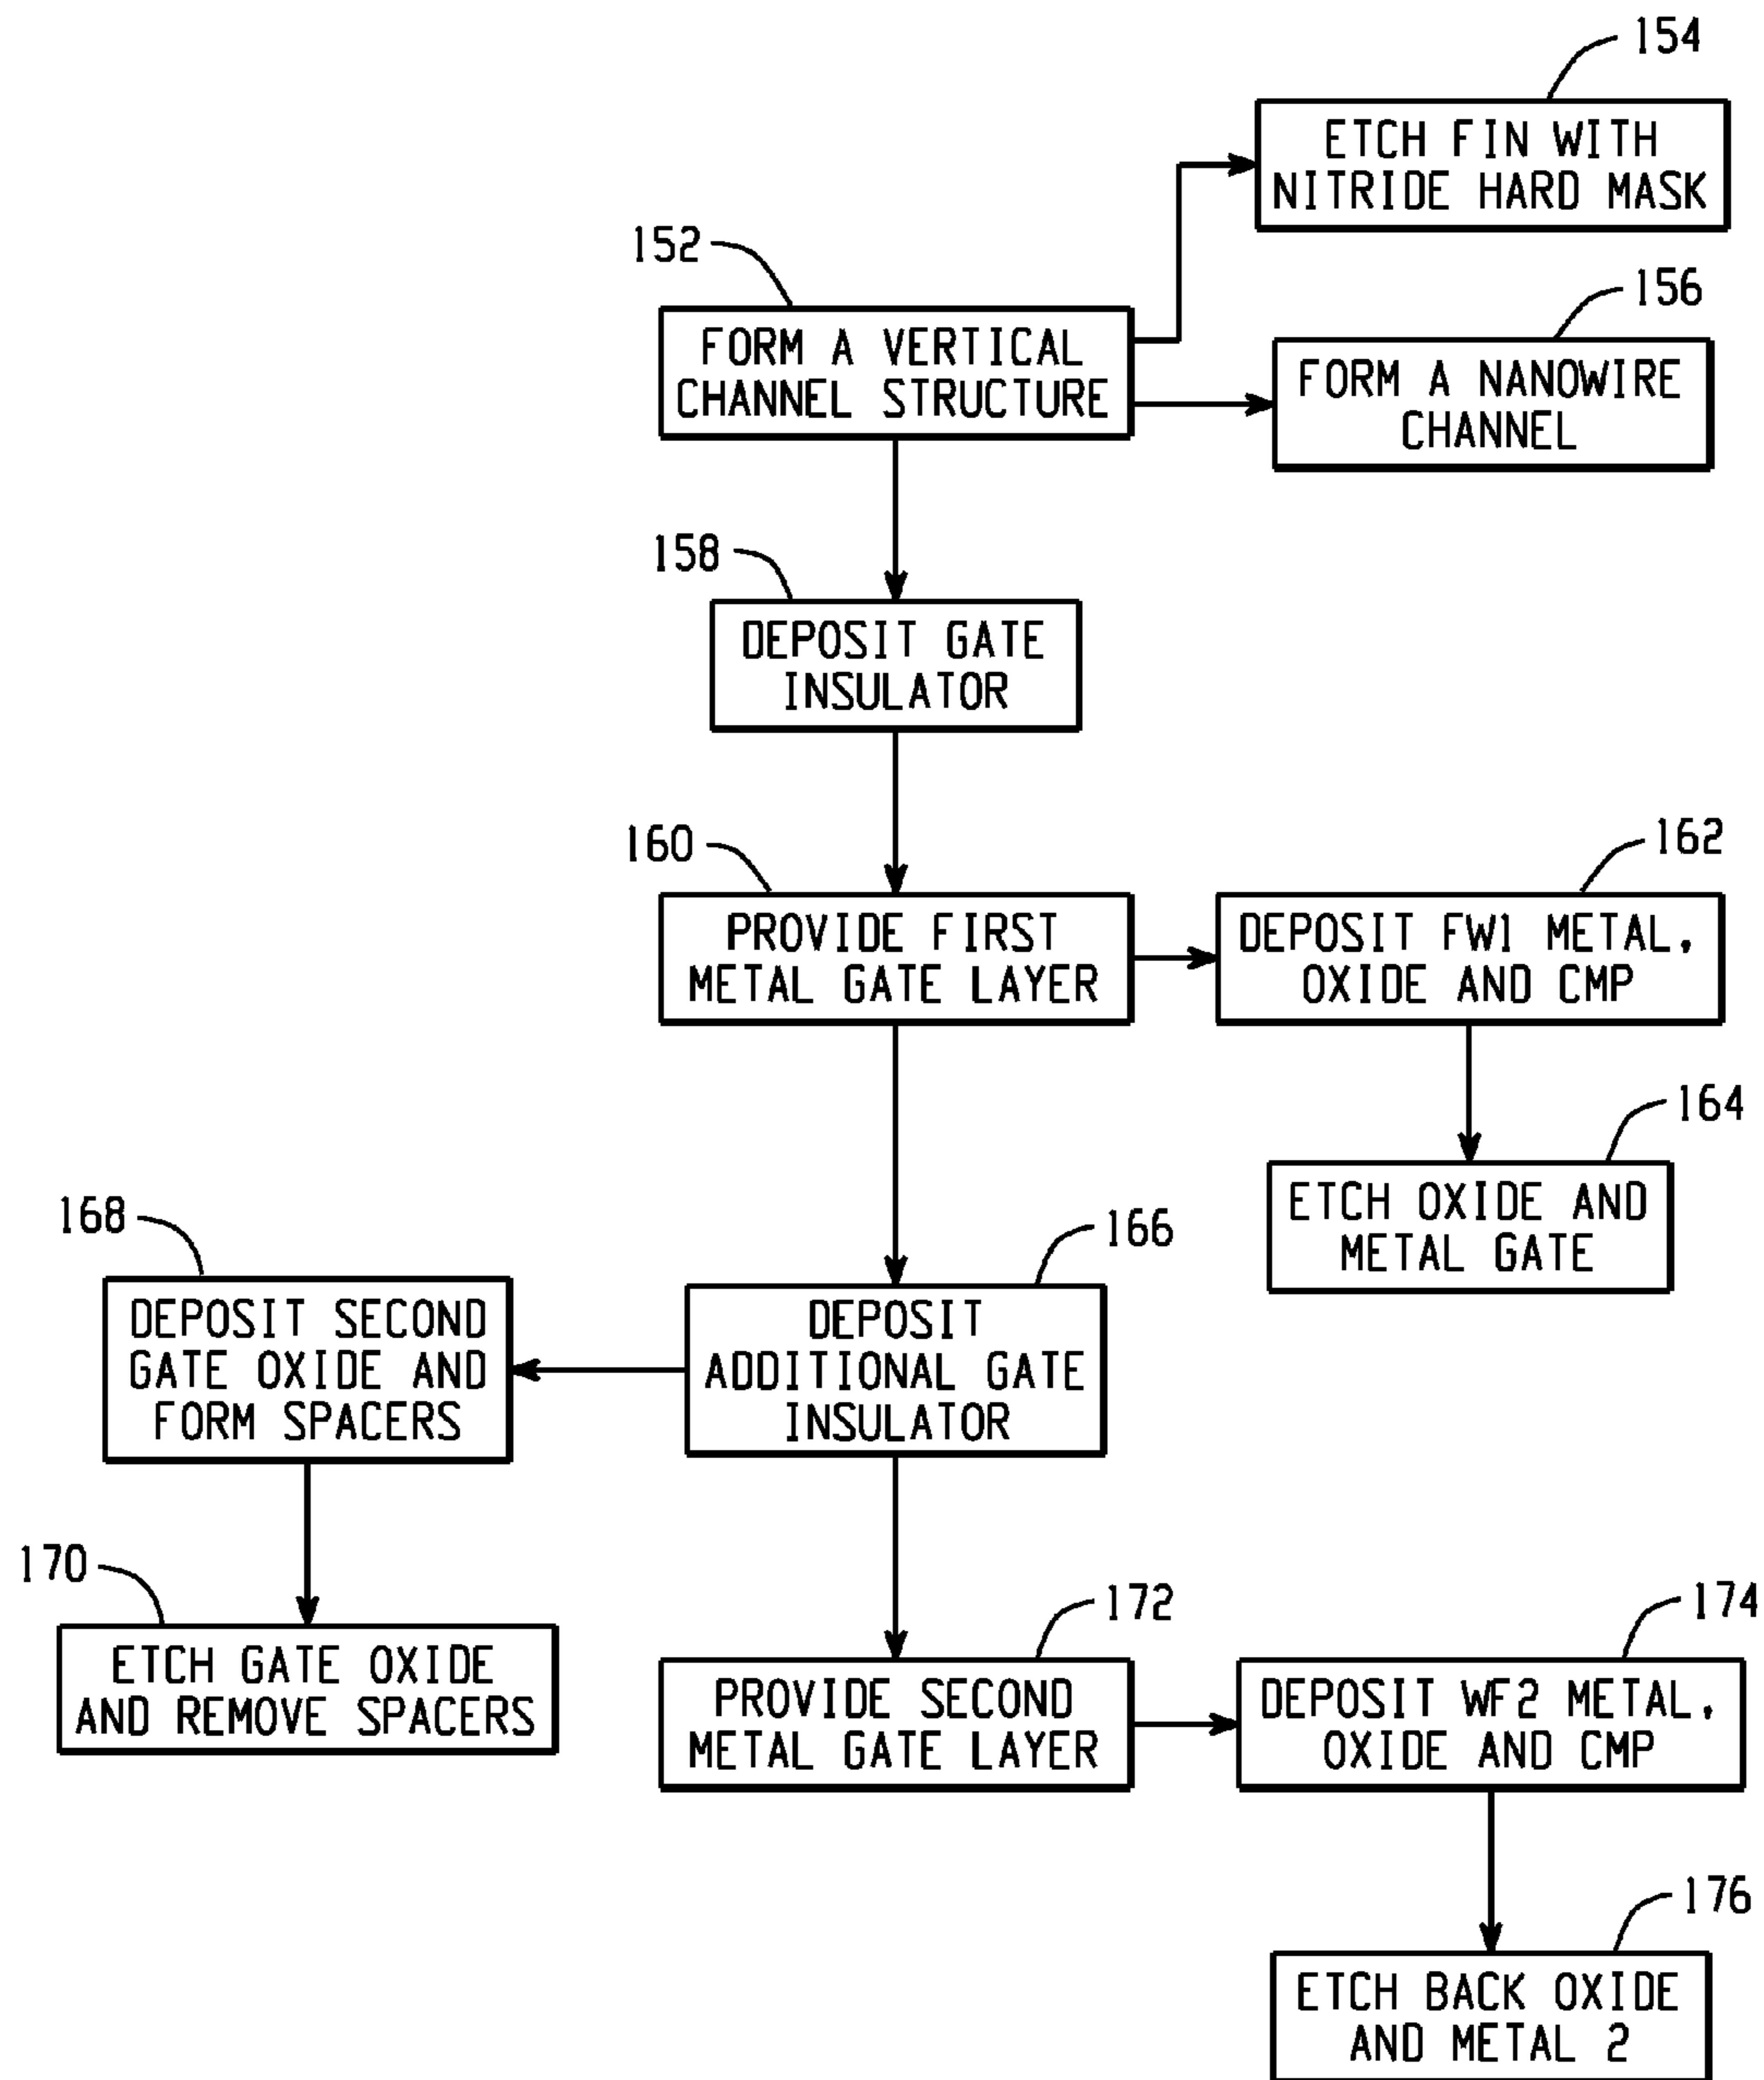 154
ETCH FIN WITH
NITRIDE HARD MASK
152
FORM A VERTICAL
CHANNEL STRUCTURE
156
FORM A NANOWIRE
CHANNEL
158
DEPOSIT GATE
INSULATOR
160
PROVIDE FIRST
METAL GATE LAYER
162
DEPOSIT FW1 METAL,
OXIDE AND CMP
164
ETCH OXIDE AND
METAL GATE
166
DEPOSIT
ADDITIONAL GATE
INSULATOR
168
DEPOSIT SECOND
GATE OXIDE AND
FORM SPACERS
170
ETCH GATE OXIDE
AND REMOVE SPACERS
172
PROVIDE SECOND
METAL GATE LAYER
174
DEPOSIT WF2 METAL,
OXIDE AND CMP
176
ETCH BACK OXIDE
AND METAL 2